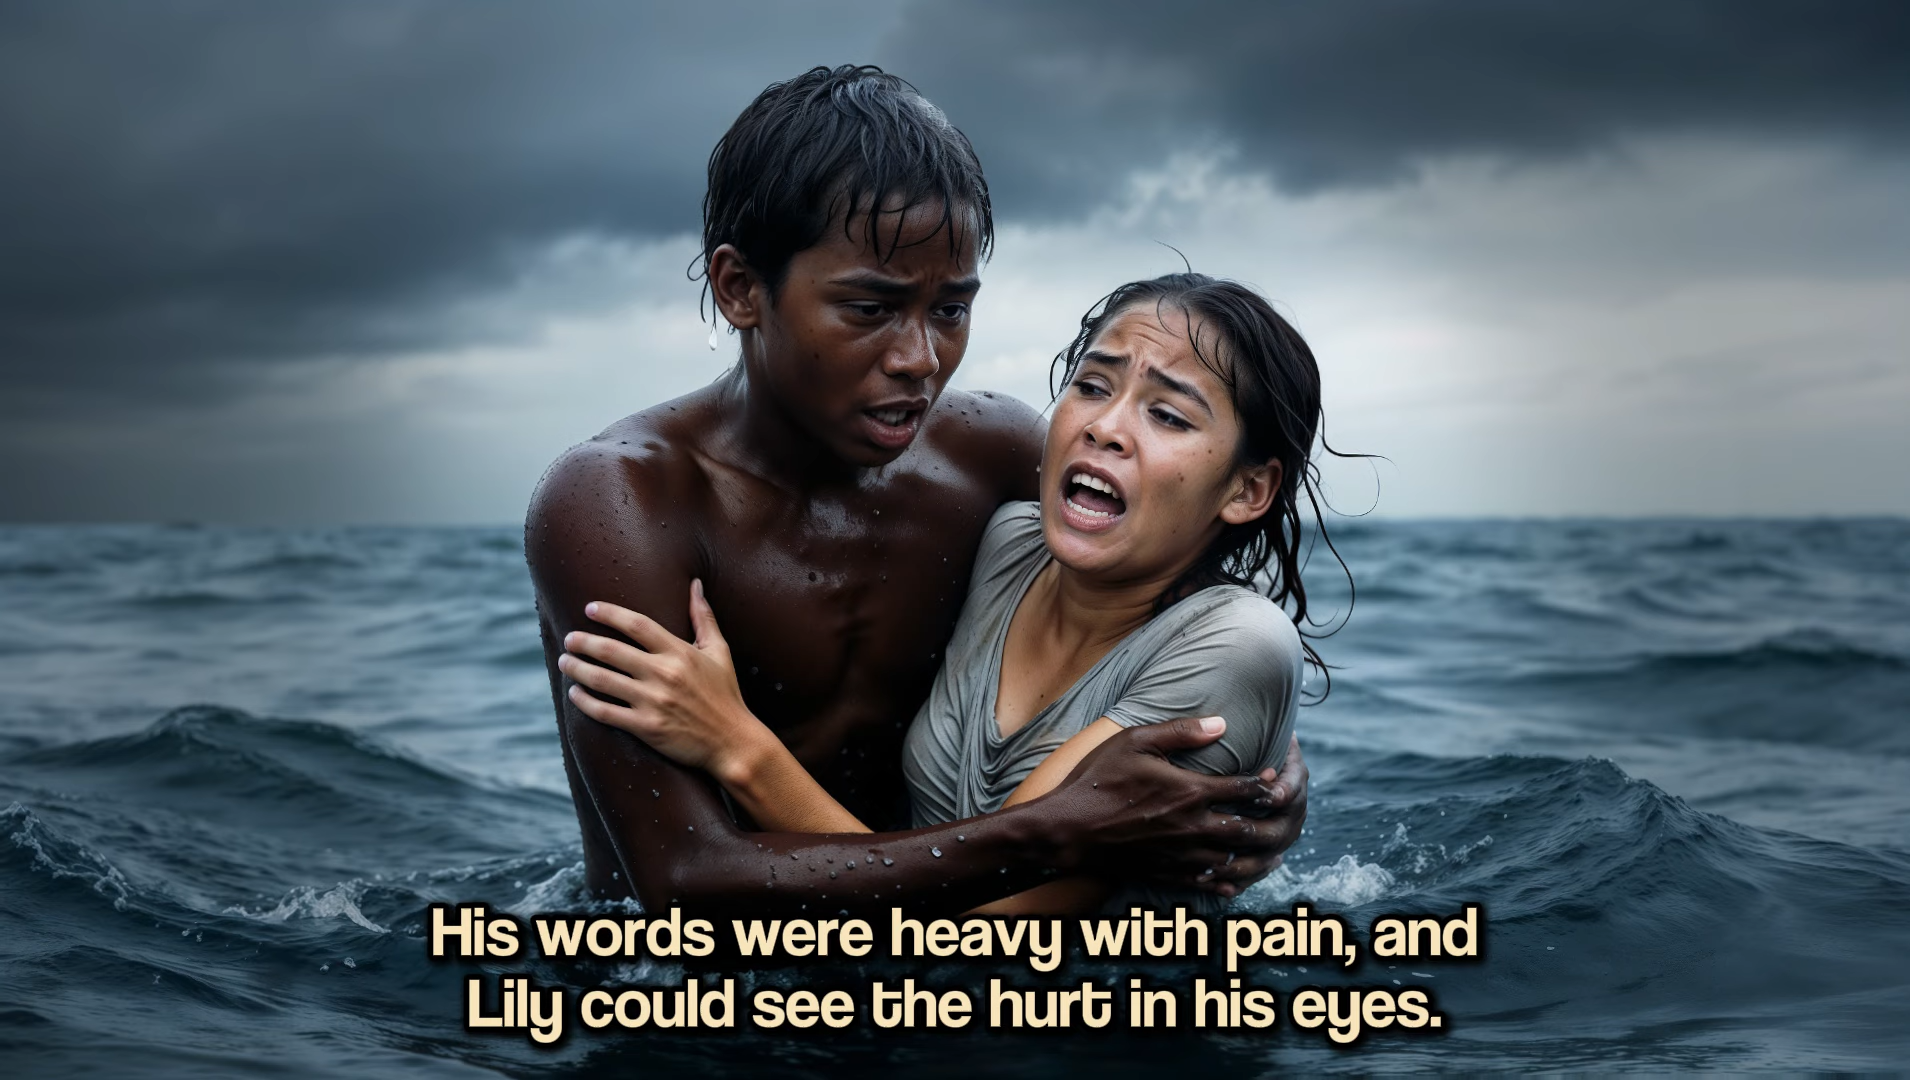 His words were heavy with pain, and
Lily could see the hurt in his eyes.